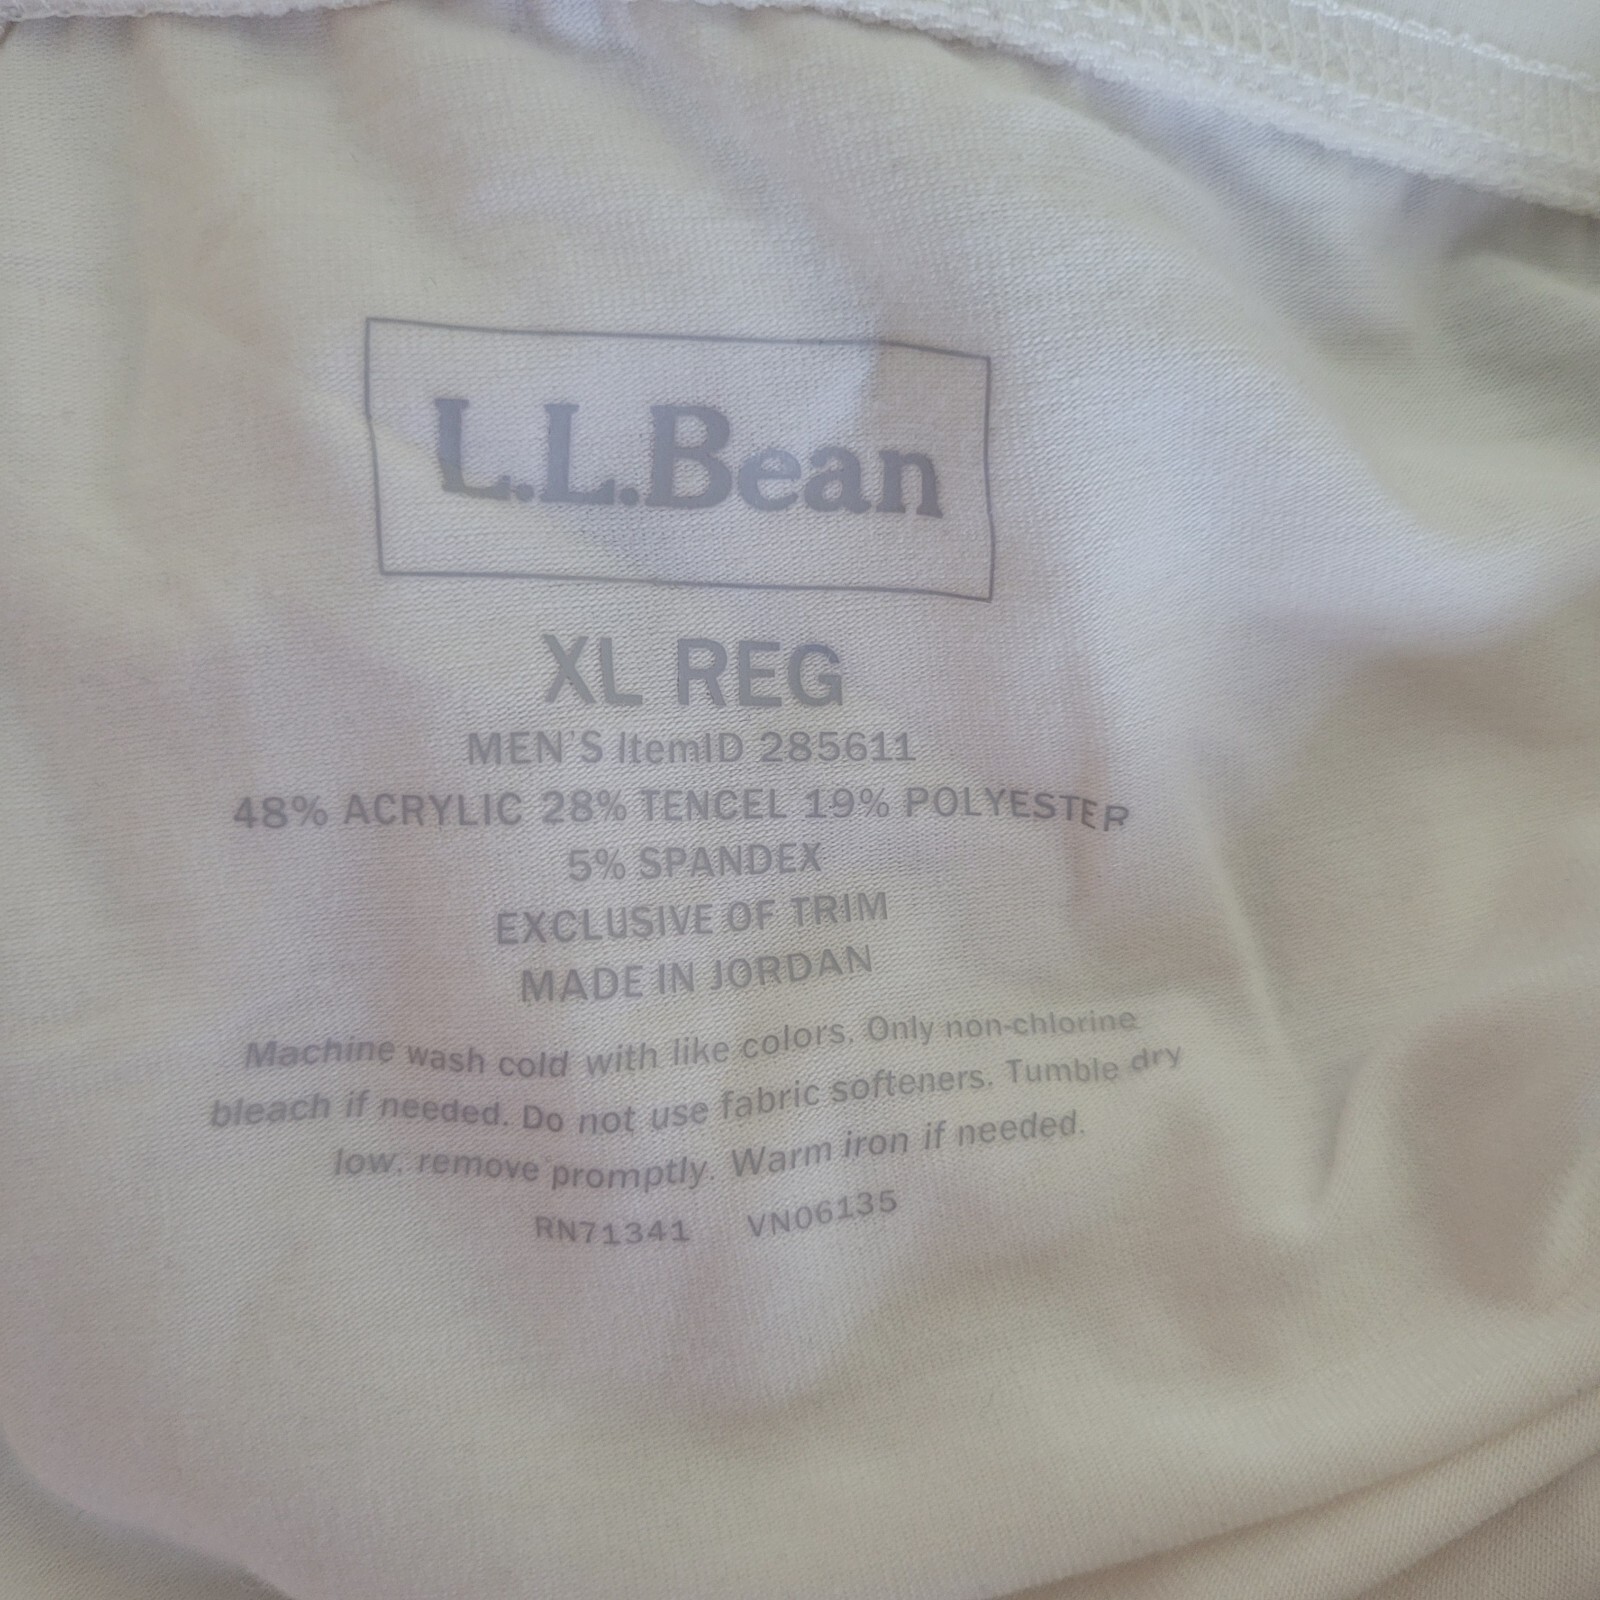 L.L.Bean
XL REG
MEN'S ItemID 285611
48% ACRYLIC 28% TENCEL 19% POLYESTER
5% SPANDEX
EXCLUSIVE OF TRIM
MADE IN JORDAN
Machine wash cold with like colors. Only non-chlorine
bleach if needed. Do not use fabric softeners. Tumble dry
low, remove promptly. Warm iron if needed.
RN71341 VN06135